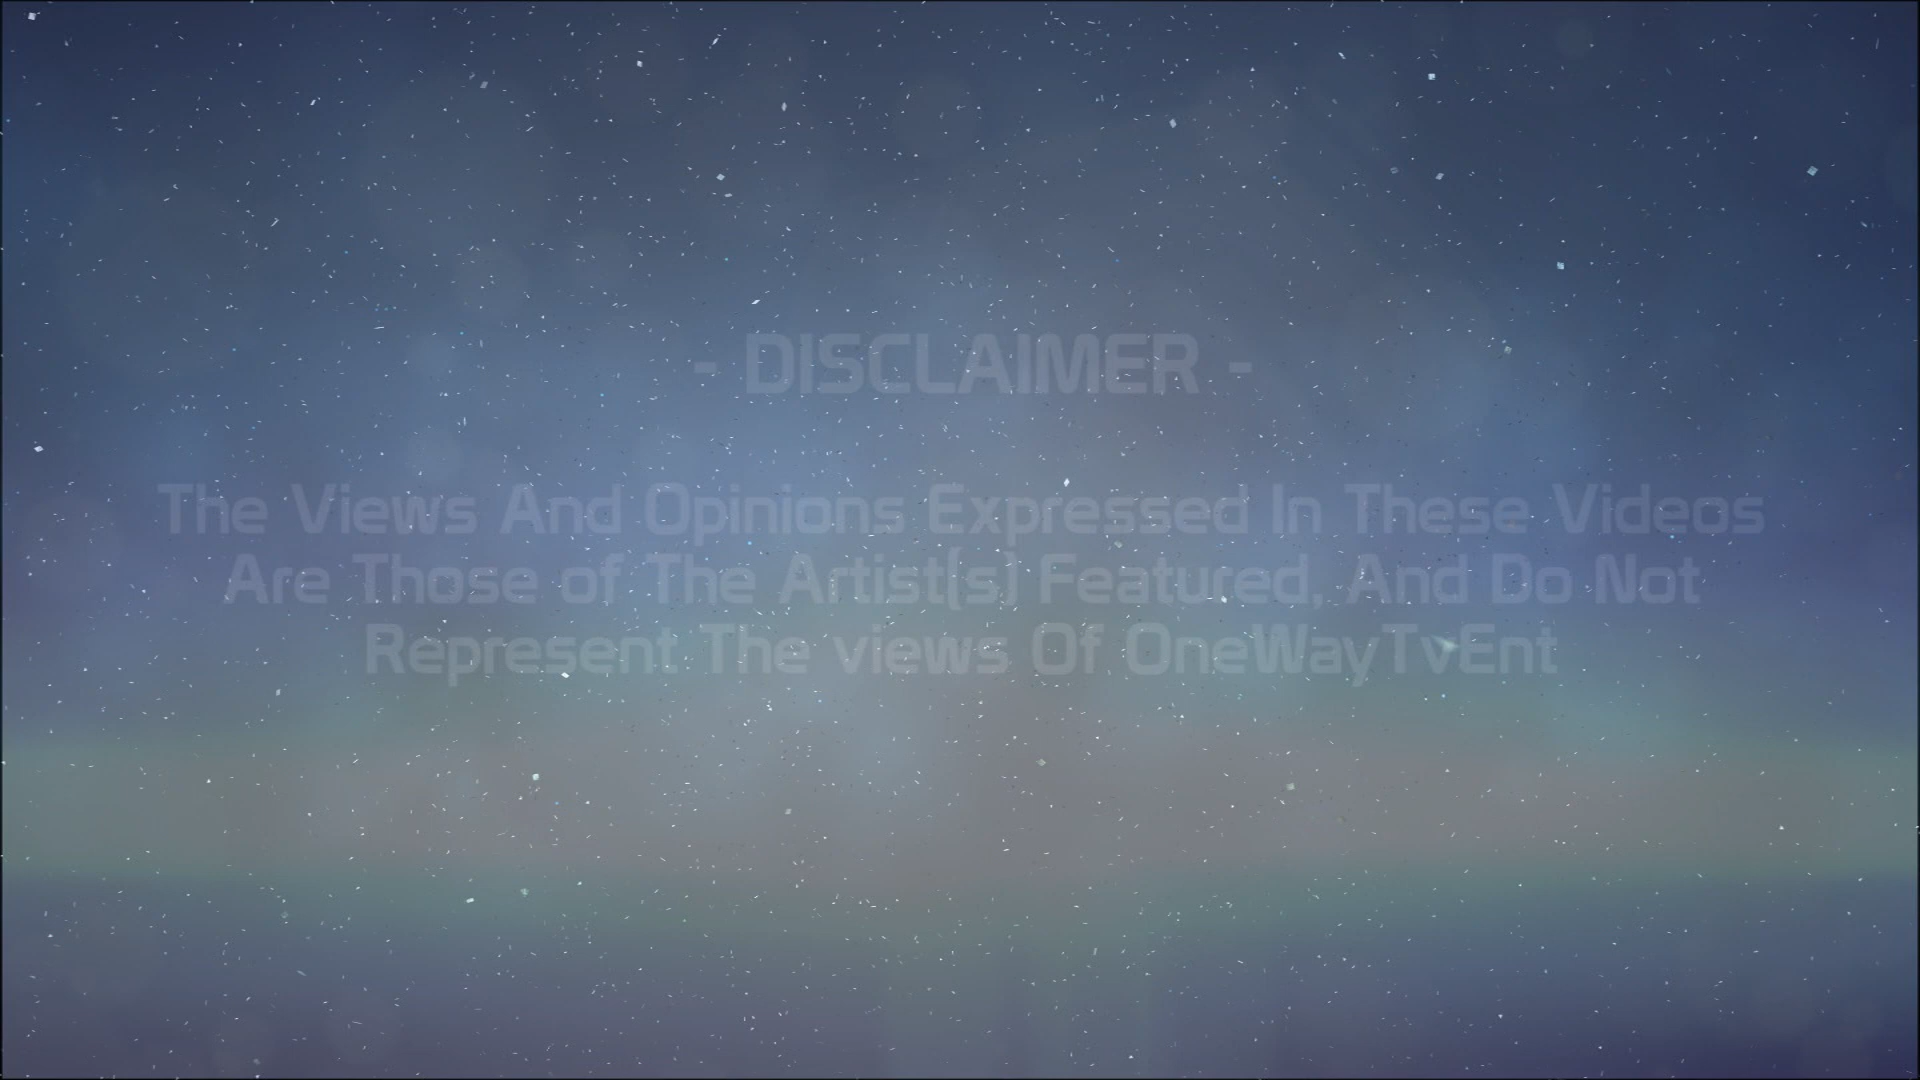 - DISCLAIMER -
The Views And Opinions Expressed In These Videos
Are Those of The Artist(s) Featured, And Do Not
Represent The views Of OneWayTvEnt